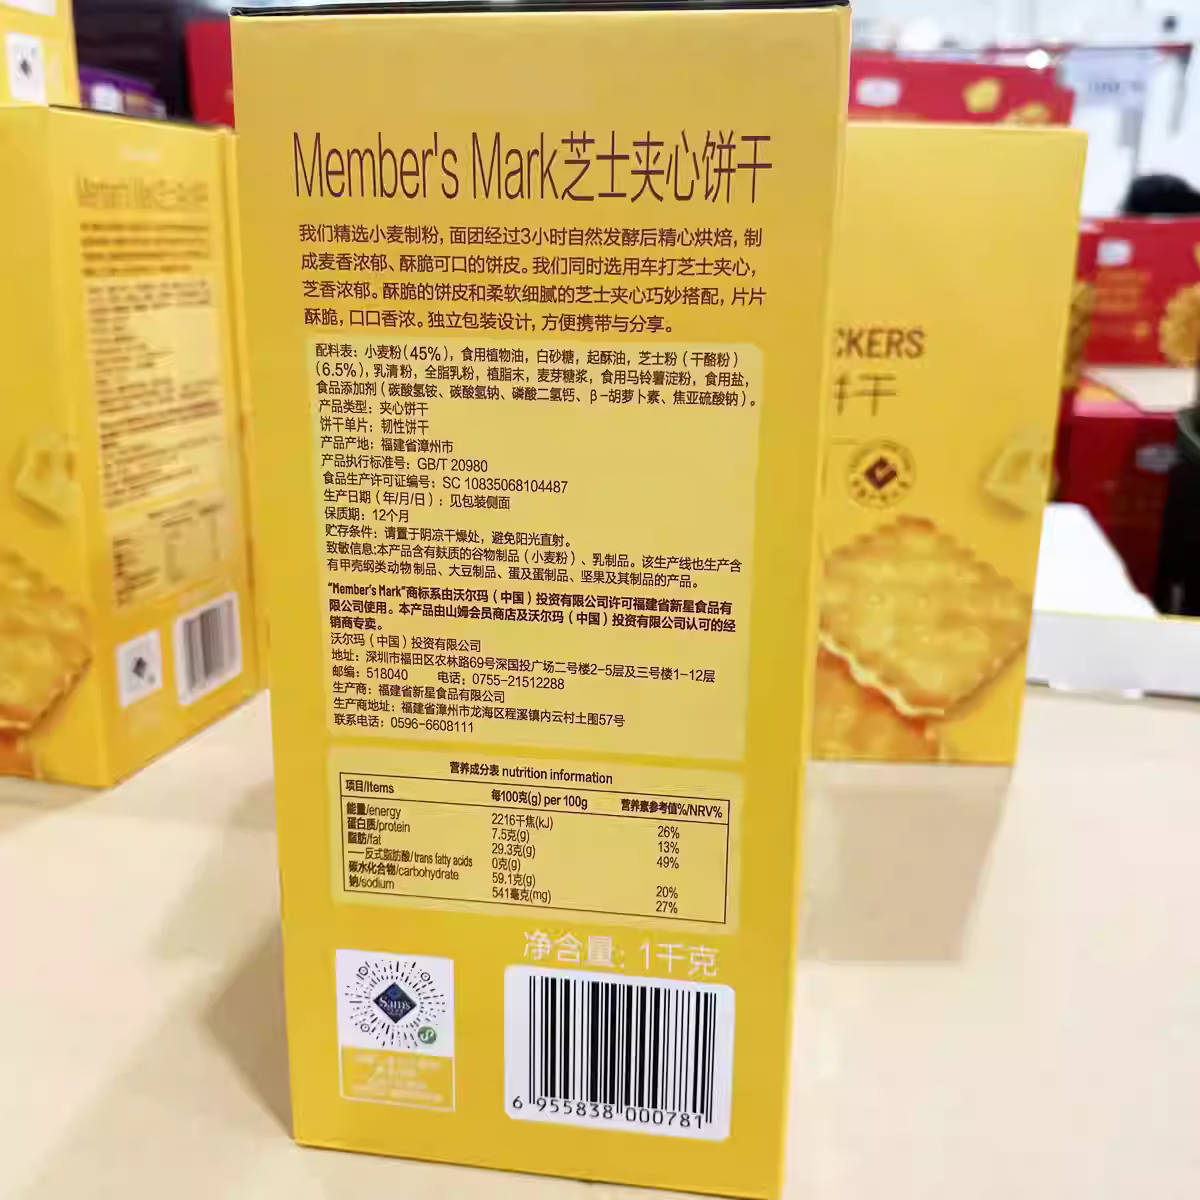 Member's Mark芝士夹心饼干
我们精选小麦制粉，面团经过3小时自然发酵后精心烘焙，制
成麦香浓郁、酥脆可口的饼皮。我们同时选用车打芝士夹心，
芝香浓郁。酥脆的饼皮和柔软细腻的芝士夹心巧妙搭配，片片
酥脆，口口香浓。独立包装设计，方便携带与分享。
配料表：小麦粉(45%)，食用植物油，白砂糖，起酥油，芝士粉（干酪粉）
(6.5%)，乳清粉，全脂乳粉，植脂末，麦芽糖浆，食用马铃薯淀粉，食用盐，
食品添加剂（碳酸氢铵、碳酸氢钠、磷酸二氢钙、β-胡萝卜素、焦亚硫酸钠）。
产品类型：夹心饼干
饼干单片：韧性饼干
产品产地：福建省漳州市
产品执行标准号：GB/T 20980
食品生产许可证编号：SC 10835068104487
生产日期（年/月/日）：见包装侧面
保质期：12个月
贮存条件：请置于阴凉干燥处，避免阳光直射。
致敏信息:本产品含有麸质的谷物制品（小麦粉）、乳制品。该生产线也生产含
有甲壳纲类动物制品、大豆制品、蛋及蛋制品、坚果及其制品的产品。
"Member's Mark"商标系由沃尔玛（中国）投资有限公司许可福建省新星食品有
限公司使用。本产品由山姆会员商店及沃尔玛（中国）投资有限公司认可的经
销商专卖。
沃尔玛（中国）投资有限公司
地址：深圳市福田区农林路69号深国投广场二号楼2-5层及三号楼1-12层
邮编：518040 电话：0755-21512288
生产商：福建省新星食品有限公司
生产商地址：福建省漳州市龙海区程溪镇内云村土围57号
联系电话：0596-6608111
营养成分表 nutrition information
项目/Items 每100克(g) per 100g 营养素参考值%/NRV%
能量/energy 2216千焦(kJ) 26%
蛋白质/protein 7.5克(g) 13%
脂肪/fat 29.3克(g) 49%
——反式脂肪酸/trans fatty acids 0克(g)
碳水化合物/carbohydrate 59.1克(g) 20%
钠/sodium 541毫克(mg) 27%
净含量：1千克
Sam's
6 955838 000781
CKERS
饼干